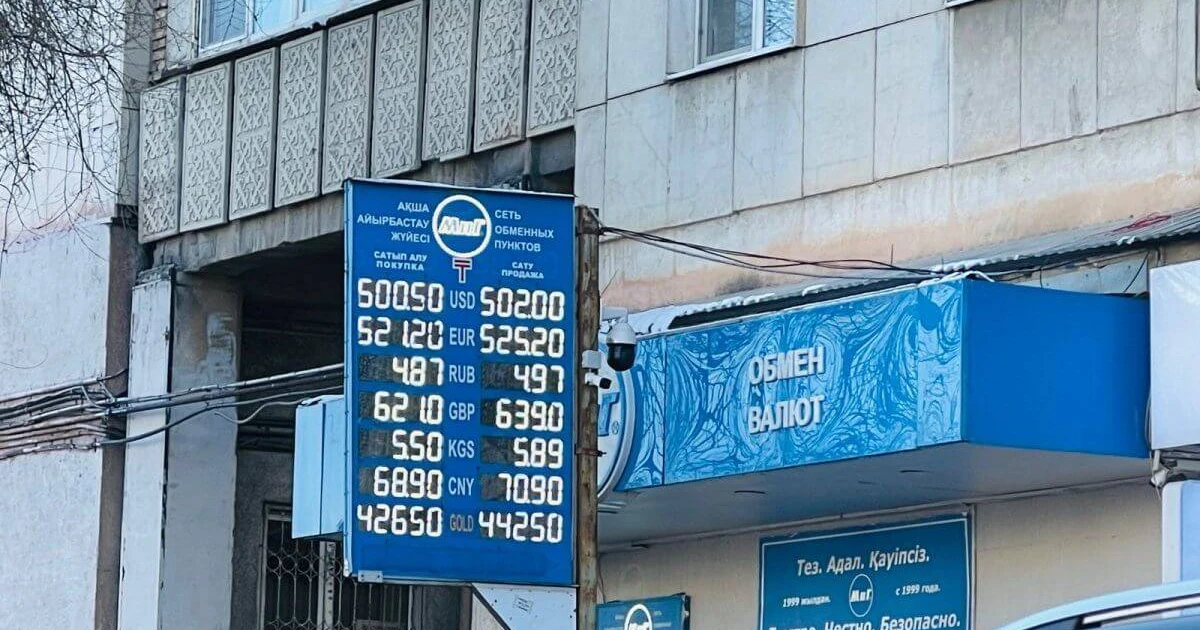 АҚША
АЙЫРБАСТАУ
ЖҮЙЕСІ
МиГ
СЕТЬ
ОБМЕННЫХ
ПУНКТОВ
САТЫП АЛУ
ПОКУПКА
₸
САТУ
ПРОДАЖА
500.50 USD 502.00
521.20 EUR 525.20
4.87 RUB 4.97
621.0 GBP 639.0
5.50 KGS 5.89
68.90 CNY 70.90
42650 GOLD 44250
ОБМЕН
ВАЛЮТ
Тез. Адал. Қауіпсіз.
1999 жылдан. МиГ с 1999 года.
Честно. Безопасно.